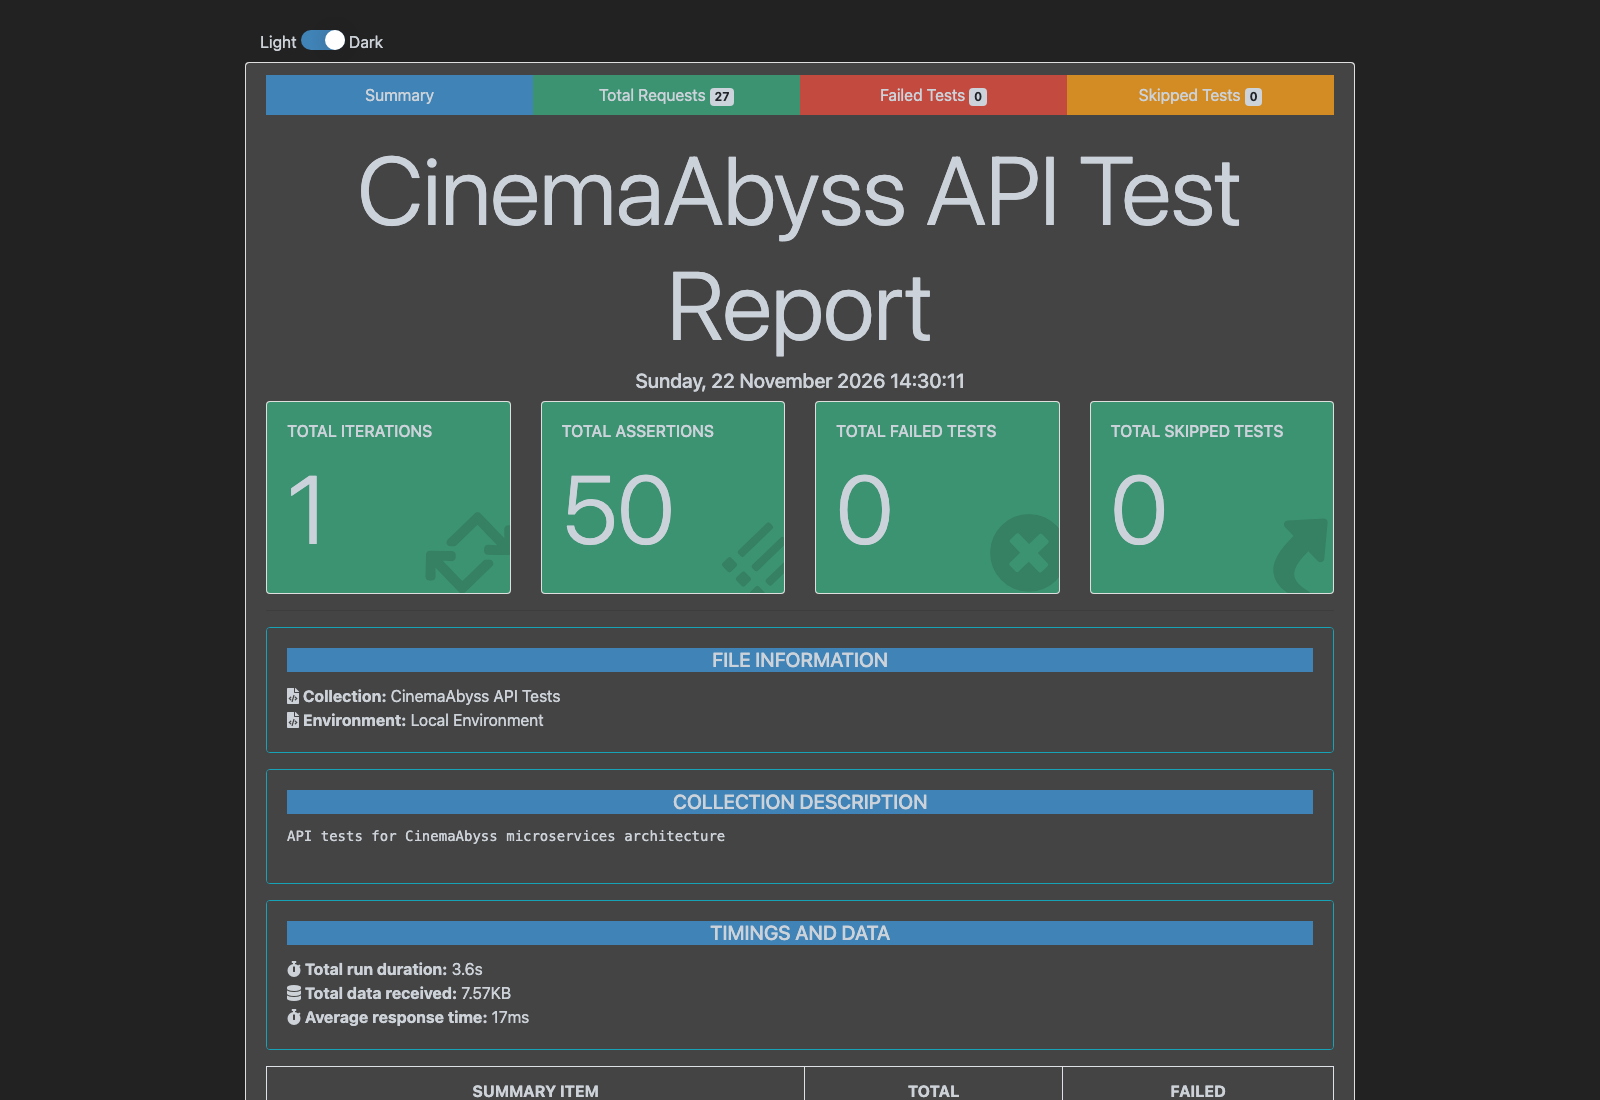 Light Dark
Summary Total Requests 27 Failed Tests 0 Skipped Tests 0
CinemaAbyss API Test
Report
Sunday, 22 November 2026 14:30:11
TOTAL ITERATIONS TOTAL ASSERTIONS TOTAL FAILED TESTS TOTAL SKIPPED TESTS
1 50 0 0
FILE INFORMATION
Collection: CinemaAbyss API Tests
Environment: Local Environment
COLLECTION DESCRIPTION
API tests for CinemaAbyss microservices architecture
TIMINGS AND DATA
Total run duration: 3.6s
Total data received: 7.57KB
Average response time: 17ms
SUMMARY ITEM TOTAL FAILED